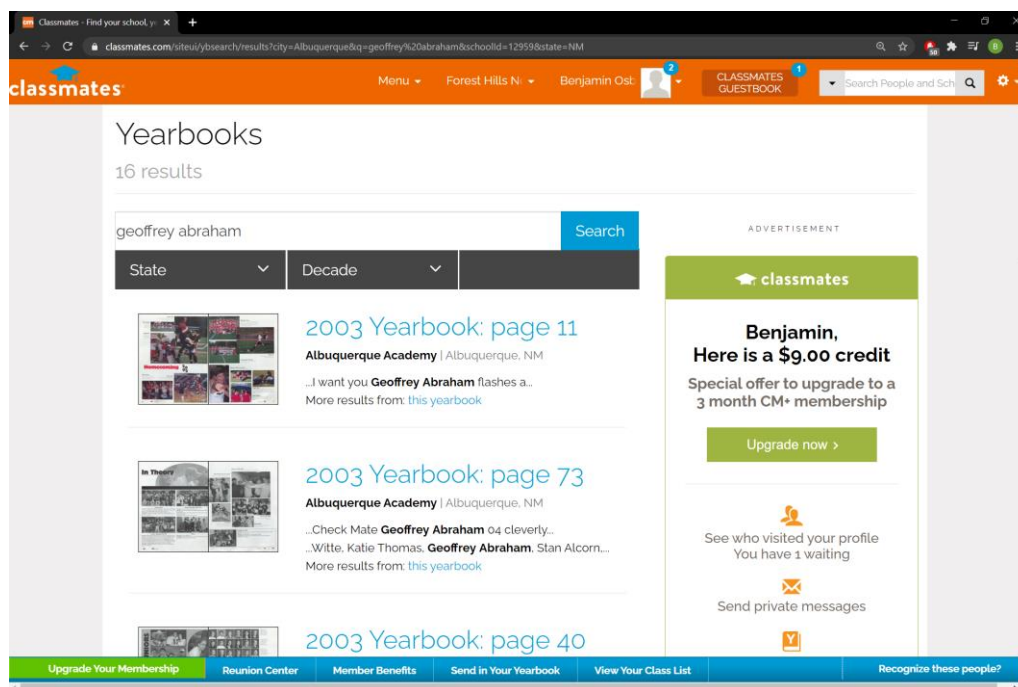 Classmates - Find your school, ye
classmates.com/siteui/ybsearch/results?city=Albuquerque&q=geoffrey%20abraham&schoolId=12959&state=NM
50
B
classmates
Menu
Forest Hills N
Benjamin Osb
2
CLASSMATES
GUESTBOOK
1
Search People and Sch
Yearbooks
16 results
geoffrey abraham
Search
State
Decade
2003 Yearbook: page 11
Albuquerque Academy | Albuquerque, NM
...I want you Geoffrey Abraham flashes a...
More results from: this yearbook
Homecoming
2003 Yearbook: page 73
Albuquerque Academy | Albuquerque, NM
...Check Mate Geoffrey Abraham 04 cleverly...
...Witte, Katie Thomas, Geoffrey Abraham, Stan Alcorn,...
More results from: this yearbook
In Theory
2003 Yearbook: page 40
ADVERTISEMENT
classmates
Benjamin,
Here is a $9.00 credit
Special offer to upgrade to a
3 month CM+ membership
Upgrade now >
See who visited your profile
You have 1 waiting
Send private messages
Y
Upgrade Your Membership
Reunion Center
Member Benefits
Send in Your Yearbook
View Your Class List
Recognize these people?